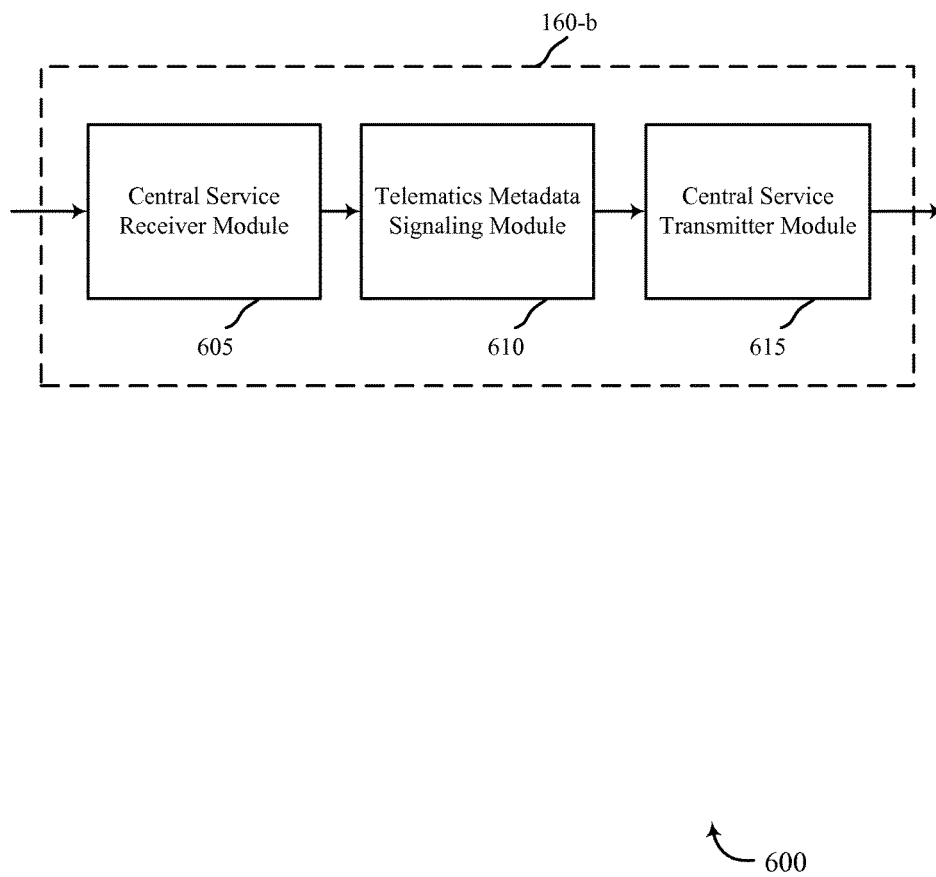 160-b
Central Service
Receiver Module
Telematics Metadata
Signaling Module
Central Service
Transmitter Module
605
610
615
600